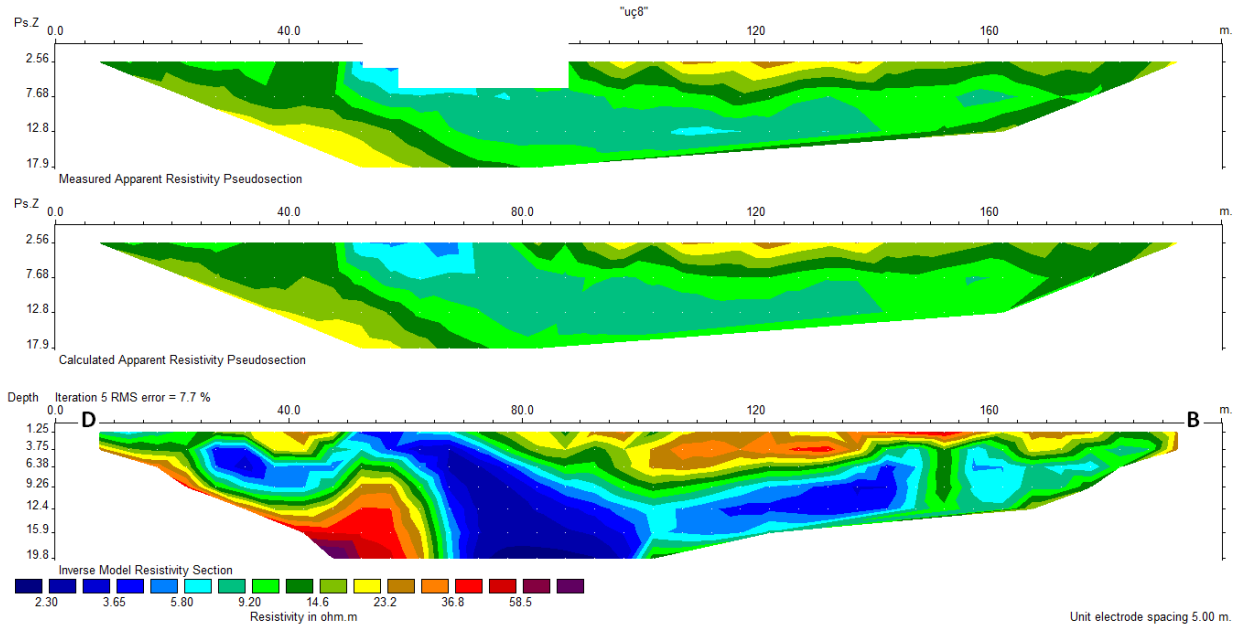 "uç8"
Ps.Z
0.0 40.0 120 160 m.
2.56
7.68
12.8
17.9
Measured Apparent Resistivity Pseudosection
Ps.Z
0.0 40.0 80.0 120 160 m.
2.56
7.68
12.8
17.9
Calculated Apparent Resistivity Pseudosection
Depth Iteration 5 RMS error = 7.7 %
0.0 D 40.0 80.0 120 160 B m.
1.25
3.75
6.38
9.26
12.4
15.9
19.8
Inverse Model Resistivity Section
2.30 3.65 5.80 9.20 14.6 23.2 36.8 58.5
Resistivity in ohm.m Unit electrode spacing 5.00 m.